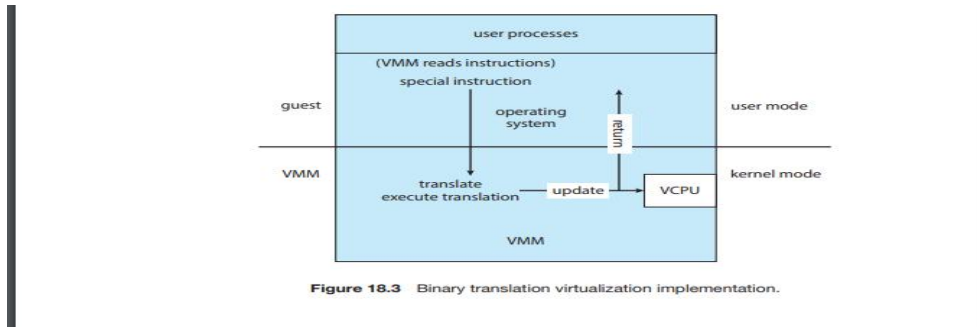 user processes
(VMM reads instructions)
special instruction
guest
operating
system
return
user mode
VMM
kernel mode
translate
execute translation
update
VCPU
VMM
Figure 18.3 Binary translation virtualization implementation.